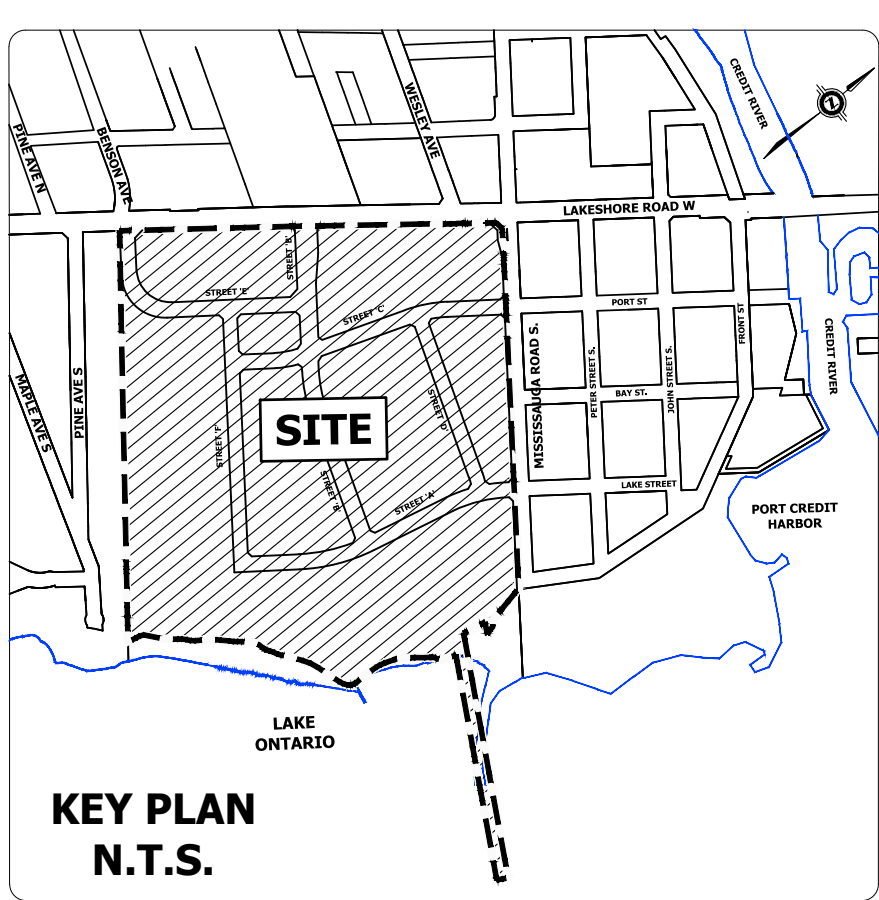 CREDIT RIVER
WESLEY AVE
PINE AVE N
BENSON AVE
LAKESHORE ROAD W
STREET 'B'
STREET 'E'
STREET 'C'
PORT ST
FRONT ST
CREDIT RIVER
MISSISSAUGA ROAD S.
PETER STREET S.
JOHN STREET S.
MAPLE AVE S
PINE AVE S
BAY ST.
STREET 'D'
STREET 'F'
SITE
STREET 'B'
STREET 'A'
LAKE STREET
PORT CREDIT
HARBOR
LAKE
ONTARIO
KEY PLAN
N.T.S.